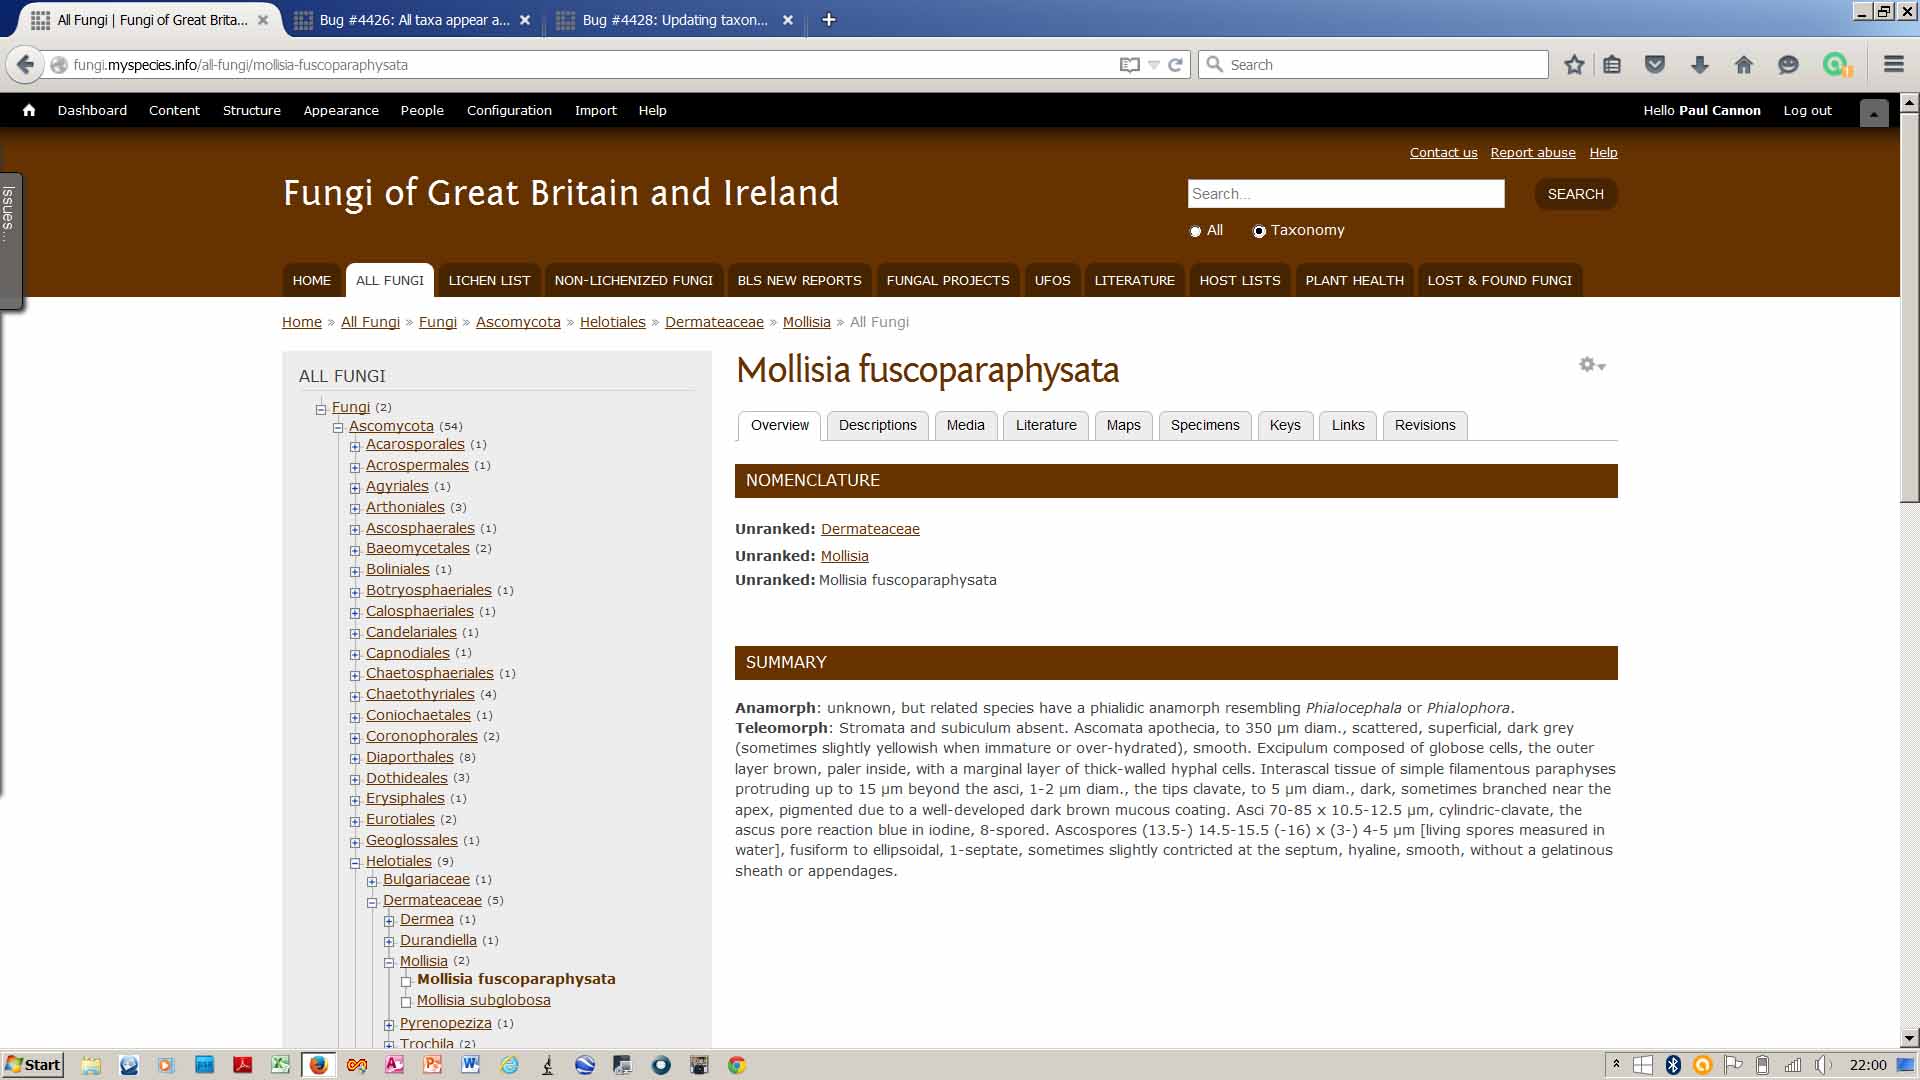 All Fungi | Fungi of Great Brita...
Bug #4426: All taxa appear a...
Bug #4428: Updating taxon...
fungi.myspecies.info/all-fungi/mollisia-fuscoparaphysata
Search
Dashboard Content Structure Appearance People Configuration Import Help
Hello Paul Cannon Log out
Issues...
Contact us Report abuse Help
Fungi of Great Britain and Ireland
Search...
SEARCH
All Taxonomy
HOME ALL FUNGI LICHEN LIST NON-LICHENIZED FUNGI BLS NEW REPORTS FUNGAL PROJECTS UFOS LITERATURE HOST LISTS PLANT HEALTH LOST & FOUND FUNGI
Home » All Fungi » Fungi » Ascomycota » Helotiales » Dermateaceae » Mollisia » All Fungi
ALL FUNGI
Fungi (2)
Ascomycota (54)
Acarosporales (1)
Acrospermales (1)
Agyriales (1)
Arthoniales (3)
Ascosphaerales (1)
Baeomycetales (2)
Boliniales (1)
Botryosphaeriales (1)
Calosphaeriales (1)
Candelariales (1)
Capnodiales (1)
Chaetosphaeriales (1)
Chaetothyriales (4)
Coniochaetales (1)
Coronophorales (2)
Diaporthales (8)
Dothideales (3)
Erysiphales (1)
Eurotiales (2)
Geoglossales (1)
Helotiales (9)
Bulgariaceae (1)
Dermateaceae (5)
Dermea (1)
Durandiella (1)
Mollisia (2)
Mollisia fuscoparaphysata
Mollisia subglobosa
Pyrenopeziza (1)
Trochila (2)
Mollisia fuscoparaphysata
Overview Descriptions Media Literature Maps Specimens Keys Links Revisions
NOMENCLATURE
Unranked: Dermateaceae
Unranked: Mollisia
Unranked: Mollisia fuscoparaphysata
SUMMARY
Anamorph: unknown, but related species have a phialidic anamorph resembling Phialocephala or Phialophora.
Teleomorph: Stromata and subiculum absent. Ascomata apothecia, to 350 µm diam., scattered, superficial, dark grey
(sometimes slightly yellowish when immature or over-hydrated), smooth. Excipulum composed of globose cells, the outer
layer brown, paler inside, with a marginal layer of thick-walled hyphal cells. Interascal tissue of simple filamentous paraphyses
protruding up to 15 µm beyond the asci, 1-2 µm diam., the tips clavate, to 5 µm diam., dark, sometimes branched near the
apex, pigmented due to a well-developed dark brown mucous coating. Asci 70-85 x 10.5-12.5 µm, cylindric-clavate, the
ascus pore reaction blue in iodine, 8-spored. Ascospores (13.5-) 14.5-15.5 (-16) x (3-) 4-5 µm [living spores measured in
water], fusiform to ellipsoidal, 1-septate, sometimes slightly contricted at the septum, hyaline, smooth, without a gelatinous
sheath or appendages.
Start
22:00